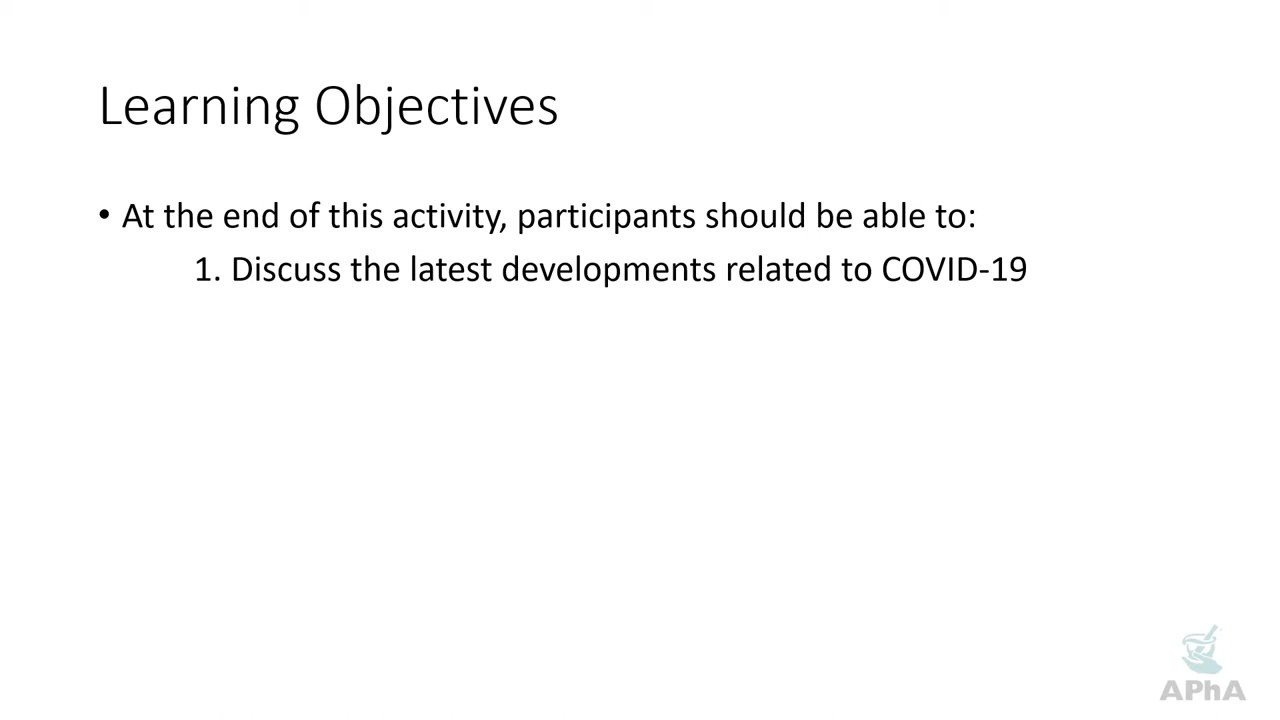 Learning Objectives
• At the end of this activity, participants should be able to:
1. Discuss the latest developments related to COVID-19
APhA